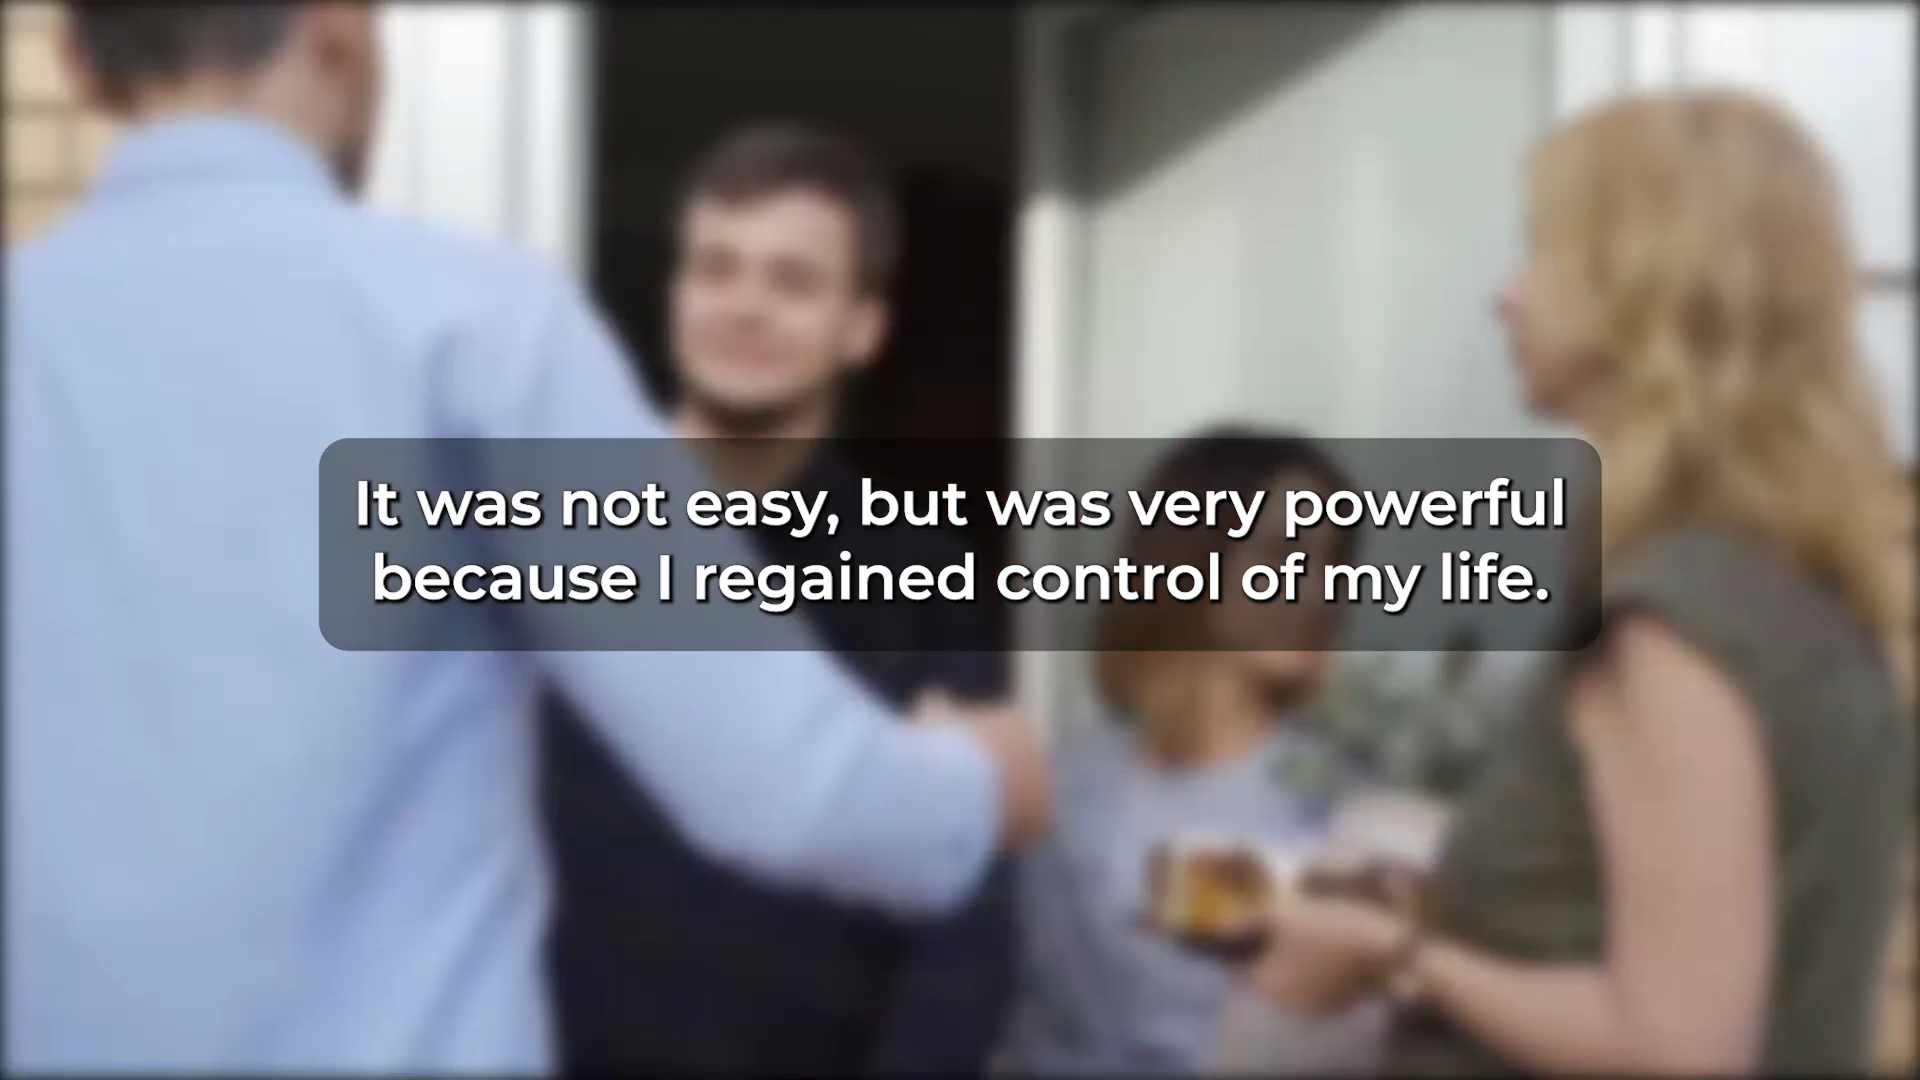 It was not easy, but was very powerful
because I regained control of my life.